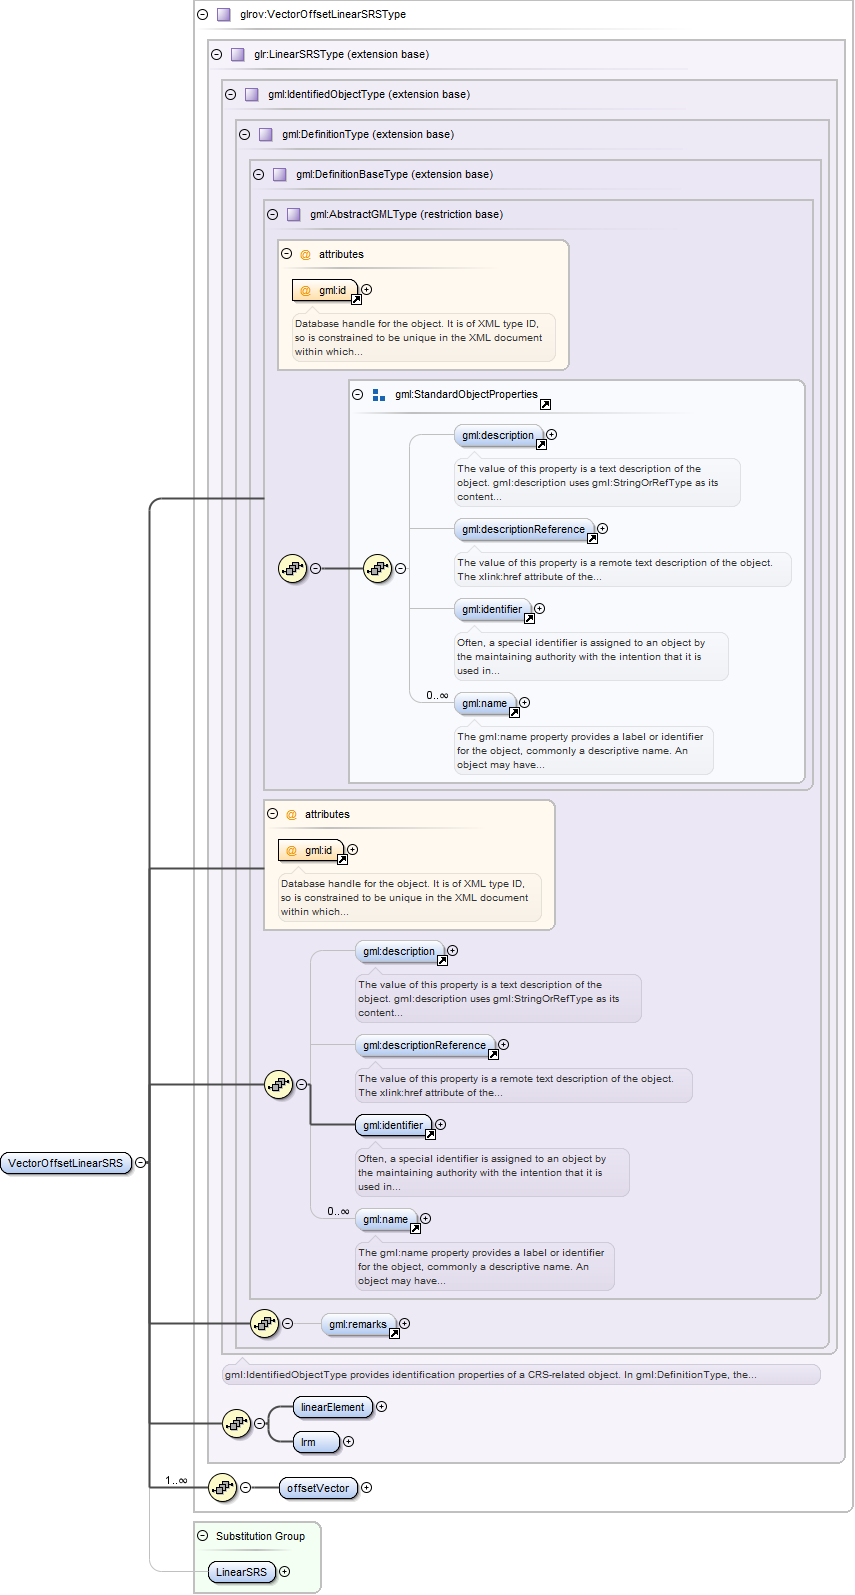 glrov:VectorOffsetLinearSRSType
glr:LinearSRSType (extension base)
gml:IdentifiedObjectType (extension base)
gml:DefinitionType (extension base)
gml:DefinitionBaseType (extension base)
gml:AbstractGMLType (restriction base)
@ attributes
@ gml:id
Database handle for the object. It is of XML type ID,
so is constrained to be unique in the XML document
within which...
gml:StandardObjectProperties
gml:description
The value of this property is a text description of the
object. gml:description uses gml:StringOrRefType as its
content...
gml:descriptionReference
The value of this property is a remote text description of the object.
The xlink:href attribute of the...
gml:identifier
Often, a special identifier is assigned to an object by
the maintaining authority with the intention that it is
used in...
0..∞
gml:name
The gml:name property provides a label or identifier
for the object, commonly a descriptive name. An
object may have...
@ attributes
@ gml:id
Database handle for the object. It is of XML type ID,
so is constrained to be unique in the XML document
within which...
gml:description
The value of this property is a text description of the
object. gml:description uses gml:StringOrRefType as its
content...
gml:descriptionReference
The value of this property is a remote text description of the object.
The xlink:href attribute of the...
gml:identifier
Often, a special identifier is assigned to an object by
the maintaining authority with the intention that it is
used in...
VectorOffsetLinearSRS
0..∞
gml:name
The gml:name property provides a label or identifier
for the object, commonly a descriptive name. An
object may have...
gml:remarks
gml:IdentifiedObjectType provides identification properties of a CRS-related object. In gml:DefinitionType, the...
linearElement
lrm
1..∞
offsetVector
Substitution Group
LinearSRS